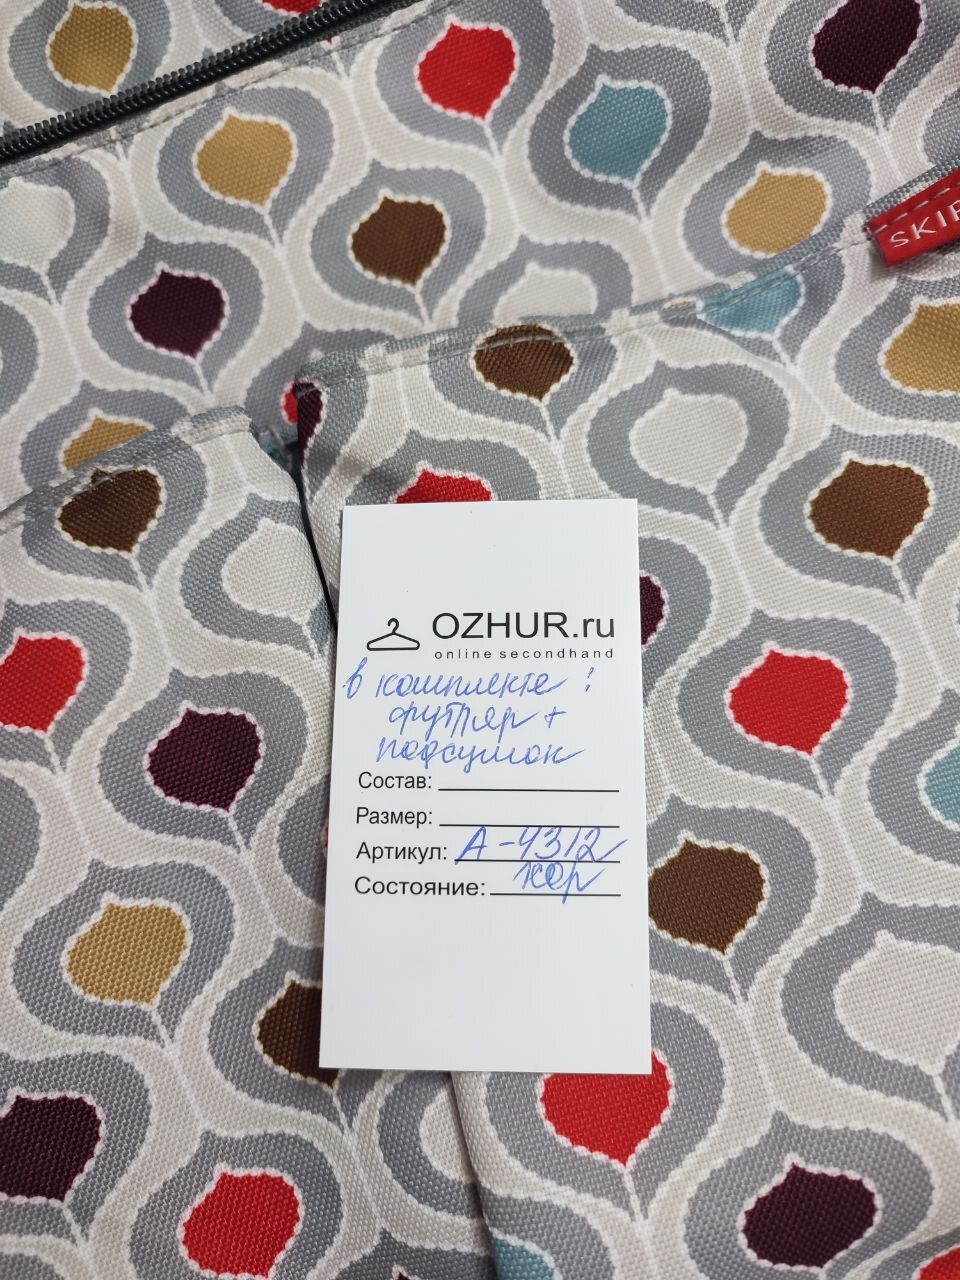 SKIP
OZHUR.ru
online secondhand
в комплекте:
футляр +
подсумок
Состав:
Размер:
Артикул: А-4312
Состояние: хор